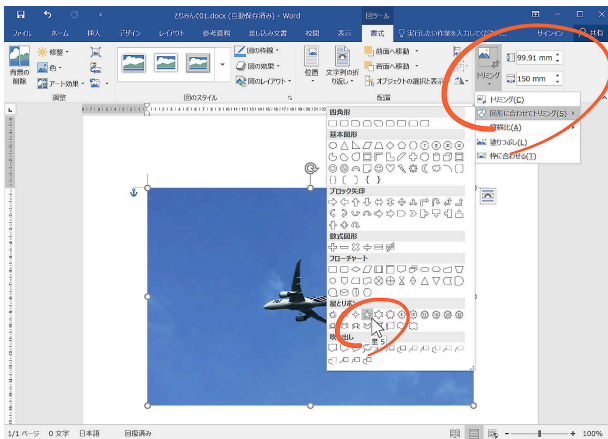 とりみんぐ01.docx (自動保存済み) - Word
図ツール
ファイル ホーム 挿入 デザイン レイアウト 参考資料 差し込み文書 校閲 表示 書式 実行したい作業を入力してください... サインイン 共有
背景の
削除
修整
色
アート効果
調整
図の枠線
図の効果
図のレイアウト
図のスタイル
位置
文字列の折
り返し
前面へ移動
背面へ移動
オブジェクトの選択と表示
配置
トリミング
99.91 mm
150 mm
トリミング(C)
図形に合わせてトリミング(S)
縦横比(A)
塗りつぶし(L)
枠に合わせる(T)
四角形
基本図形
ブロック矢印
数式図形
フローチャート
星とリボン
星 5
吹き出し
1/1 ページ 0 文字 日本語 回復済み
100%